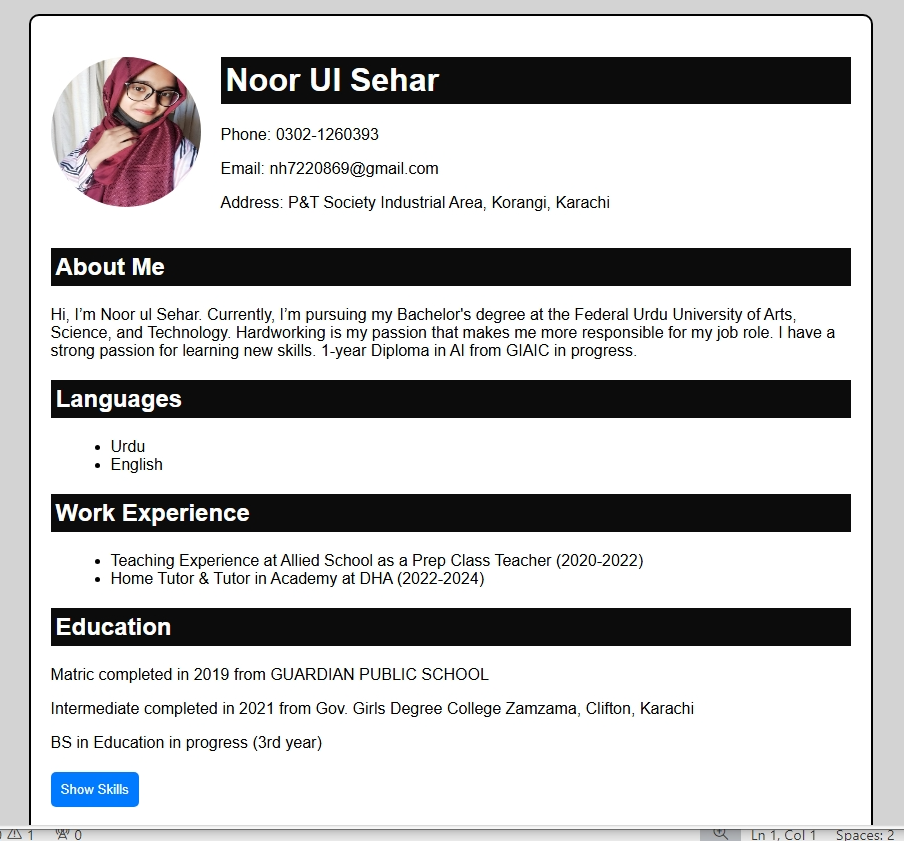 Noor Ul Sehar
Phone: 0302-1260393
Email: nh7220869@gmail.com
Address: P&T Society Industrial Area, Korangi, Karachi
About Me
Hi, I’m Noor ul Sehar. Currently, I’m pursuing my Bachelor's degree at the Federal Urdu University of Arts,
Science, and Technology. Hardworking is my passion that makes me more responsible for my job role. I have a
strong passion for learning new skills. 1-year Diploma in AI from GIAIC in progress.
Languages
• Urdu
• English
Work Experience
• Teaching Experience at Allied School as a Prep Class Teacher (2020-2022)
• Home Tutor & Tutor in Academy at DHA (2022-2024)
Education
Matric completed in 2019 from GUARDIAN PUBLIC SCHOOL
Intermediate completed in 2021 from Gov. Girls Degree College Zamzama, Clifton, Karachi
BS in Education in progress (3rd year)
Show Skills
1 0 Ln 1, Col 1 Spaces: 2